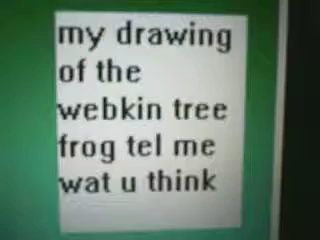 my drawing
of the
webkin tree
frog tel me
wat u think